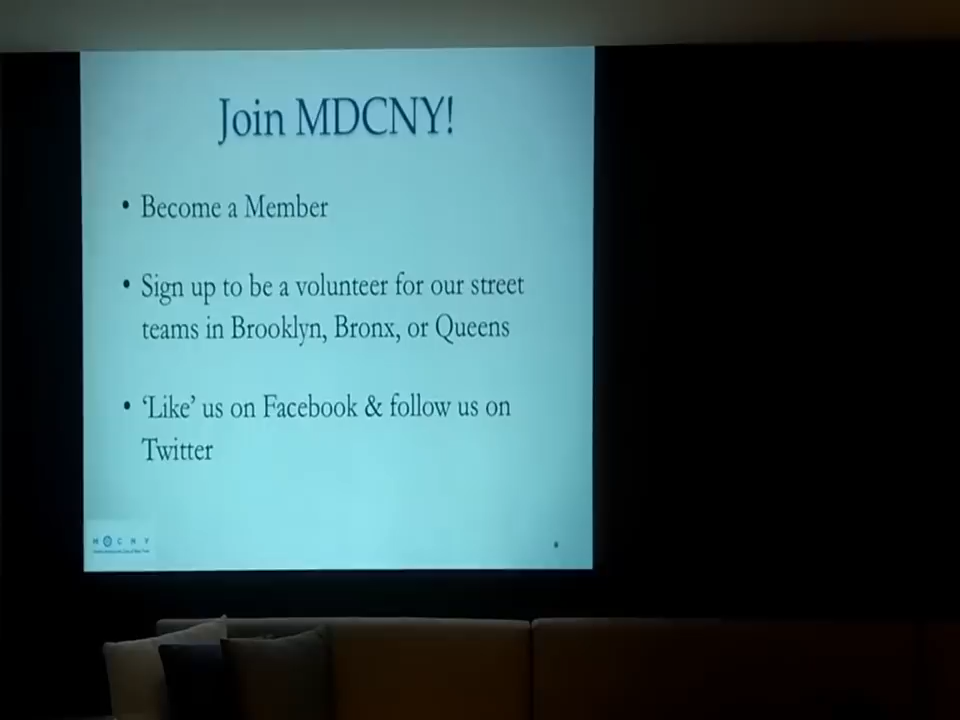 Join MDCNY!
• Become a Member
• Sign up to be a volunteer for our street
teams in Brooklyn, Bronx, or Queens
• ‘Like’ us on Facebook & follow us on
Twitter